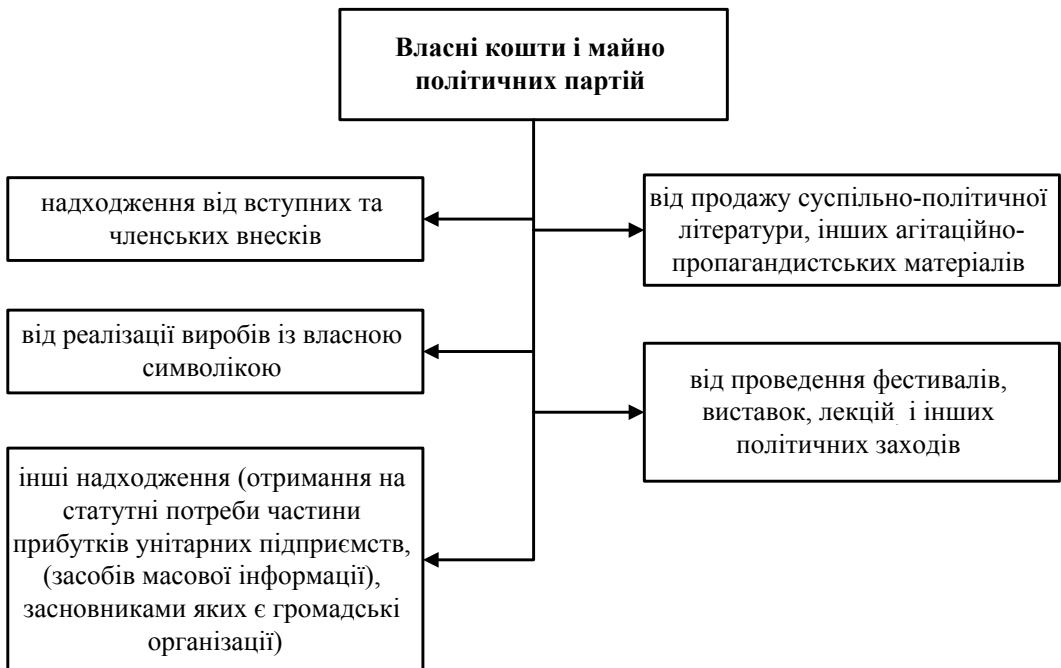 Власні кошти і майно
політичних партій
надходження від вступних та
членських внесків
від продажу суспільно-політичної
літератури, інших агітаційно-
пропагандистських матеріалів
від реалізації виробів із власною
символікою
від проведення фестивалів,
виставок, лекцій і інших
політичних заходів
інші надходження (отримання на
статутні потреби частини
прибутків унітарних підприємств,
(засобів масової інформації),
засновниками яких є громадські
організації)